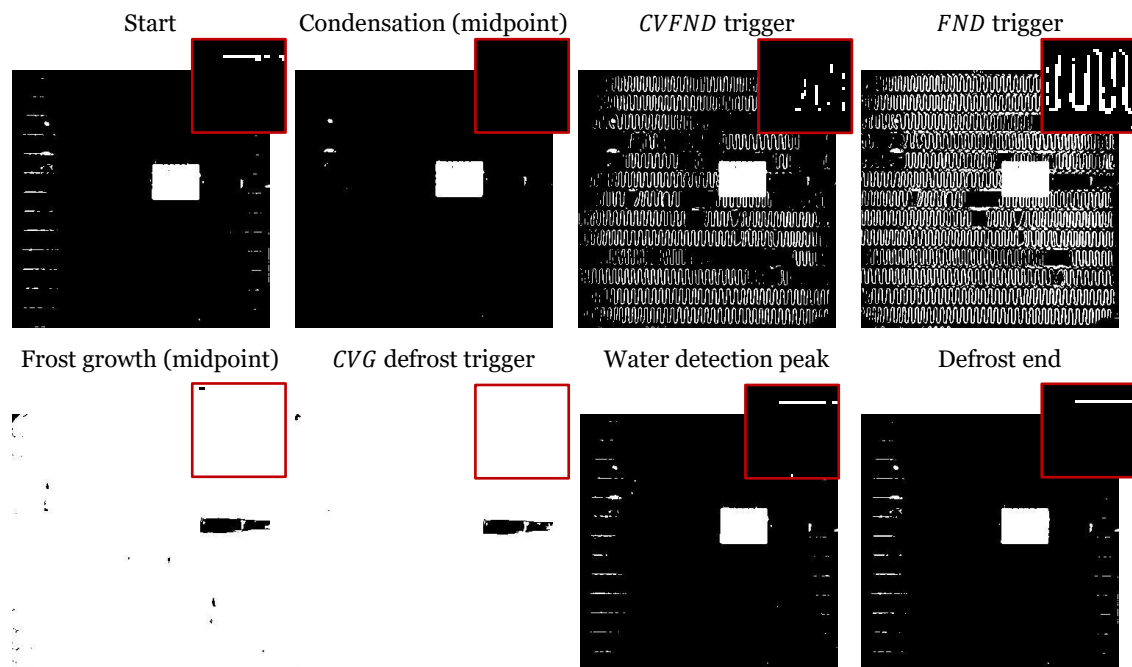 Start
Condensation (midpoint)
CVFND trigger
FND trigger
Frost growth (midpoint)
CVG defrost trigger
Water detection peak
Defrost end